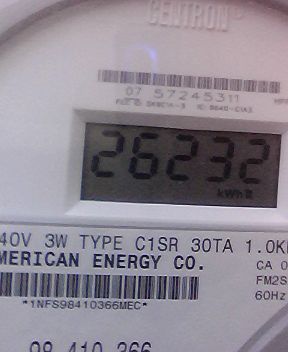 CENTRON
07 57245311
26232
kWh
40V 3W TYPE C1SR 30TA 1.0K
MERICAN ENERGY CO.
CA 0
FM2S
*1NFS98410366MEC*
60Hz
98 410 366